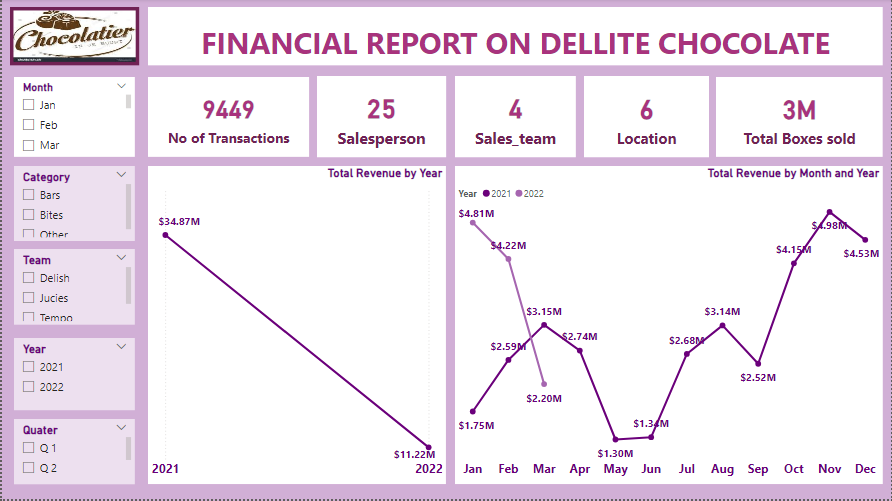 Chocolatier
FINANCIAL REPORT ON DELLITE CHOCOLATE
Month
Jan
Feb
Mar
9449
No of Transactions
25
Salesperson
4
Sales_team
6
Location
3M
Total Boxes sold
Category
Bars
Bites
Other
Team
Delish
Jucies
Tempo
Year
2021
2022
Quater
Q 1
Q 2
Total Revenue by Year
$34.87M
$11.22M
2021 2022
Total Revenue by Month and Year
Year 2021 2022
$4.81M
$4.22M
$2.20M
$1.75M
$2.59M
$3.15M
$2.74M
$1.30M
$1.34M
$2.68M
$3.14M
$2.52M
$4.15M
$4.98M
$4.53M
Jan Feb Mar Apr May Jun Jul Aug Sep Oct Nov Dec